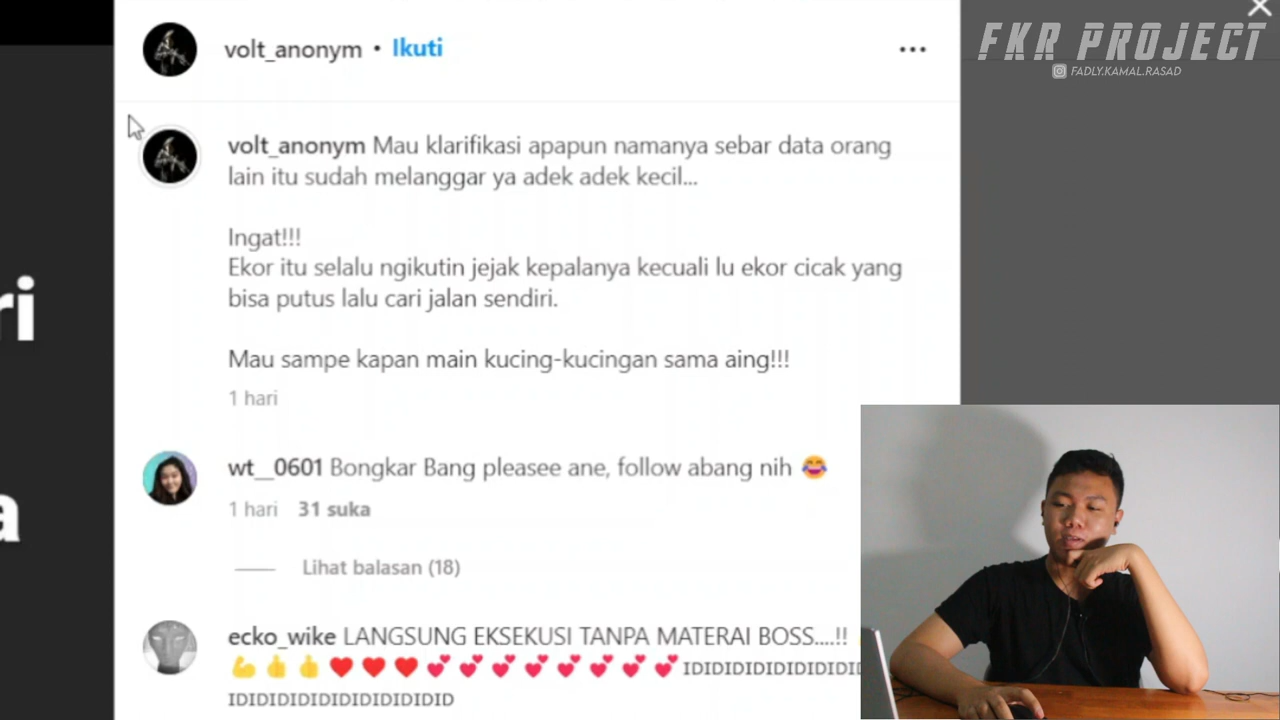 volt_anonym • Ikuti
FKR PROJECT
FADLY.KAMAL.RASAD
volt_anonym Mau klarifikasi apapun namanya sebar data orang
lain itu sudah melanggar ya adek adek kecil...
Ingat!!!
Ekor itu selalu ngikutin jejak kepalanya kecuali lu ekor cicak yang
bisa putus lalu cari jalan sendiri.
Mau sampe kapan main kucing-kucingan sama aing!!!
1 hari
ri
a
wt__0601 Bongkar Bang pleasee ane, follow abang nih 😂
1 hari 31 suka
Lihat balasan (18)
ecko_wike LANGSUNG EKSEKUSI TANPA MATERAI BOSS....!!
💪👍👍❤️❤️❤️💕💕💕💕💕💕💕💕IDIDIDIDIDIDIDIDID
IDIDIDIDIDIDIDIDIDIDID